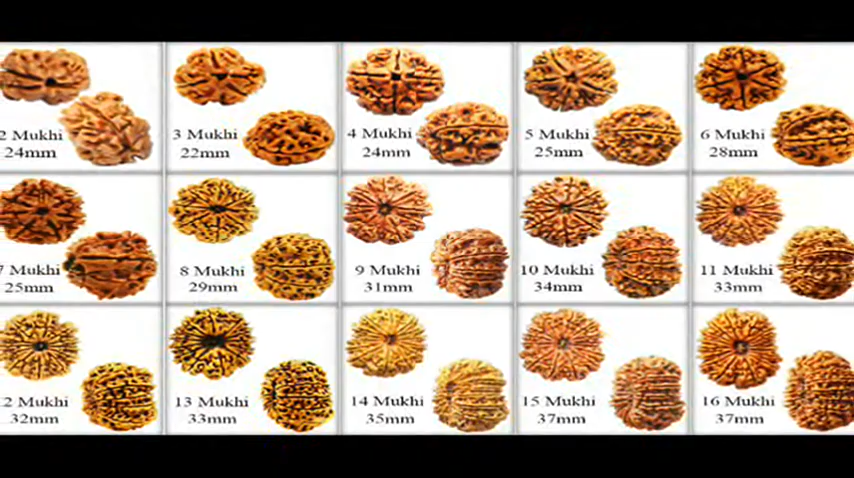 2 Mukhi
24mm
3 Mukhi
22mm
4 Mukhi
24mm
5 Mukhi
25mm
6 Mukhi
28mm
7 Mukhi
25mm
8 Mukhi
29mm
9 Mukhi
31mm
10 Mukhi
34mm
11 Mukhi
33mm
2 Mukhi
32mm
13 Mukhi
33mm
14 Mukhi
35mm
15 Mukhi
37mm
16 Mukhi
37mm